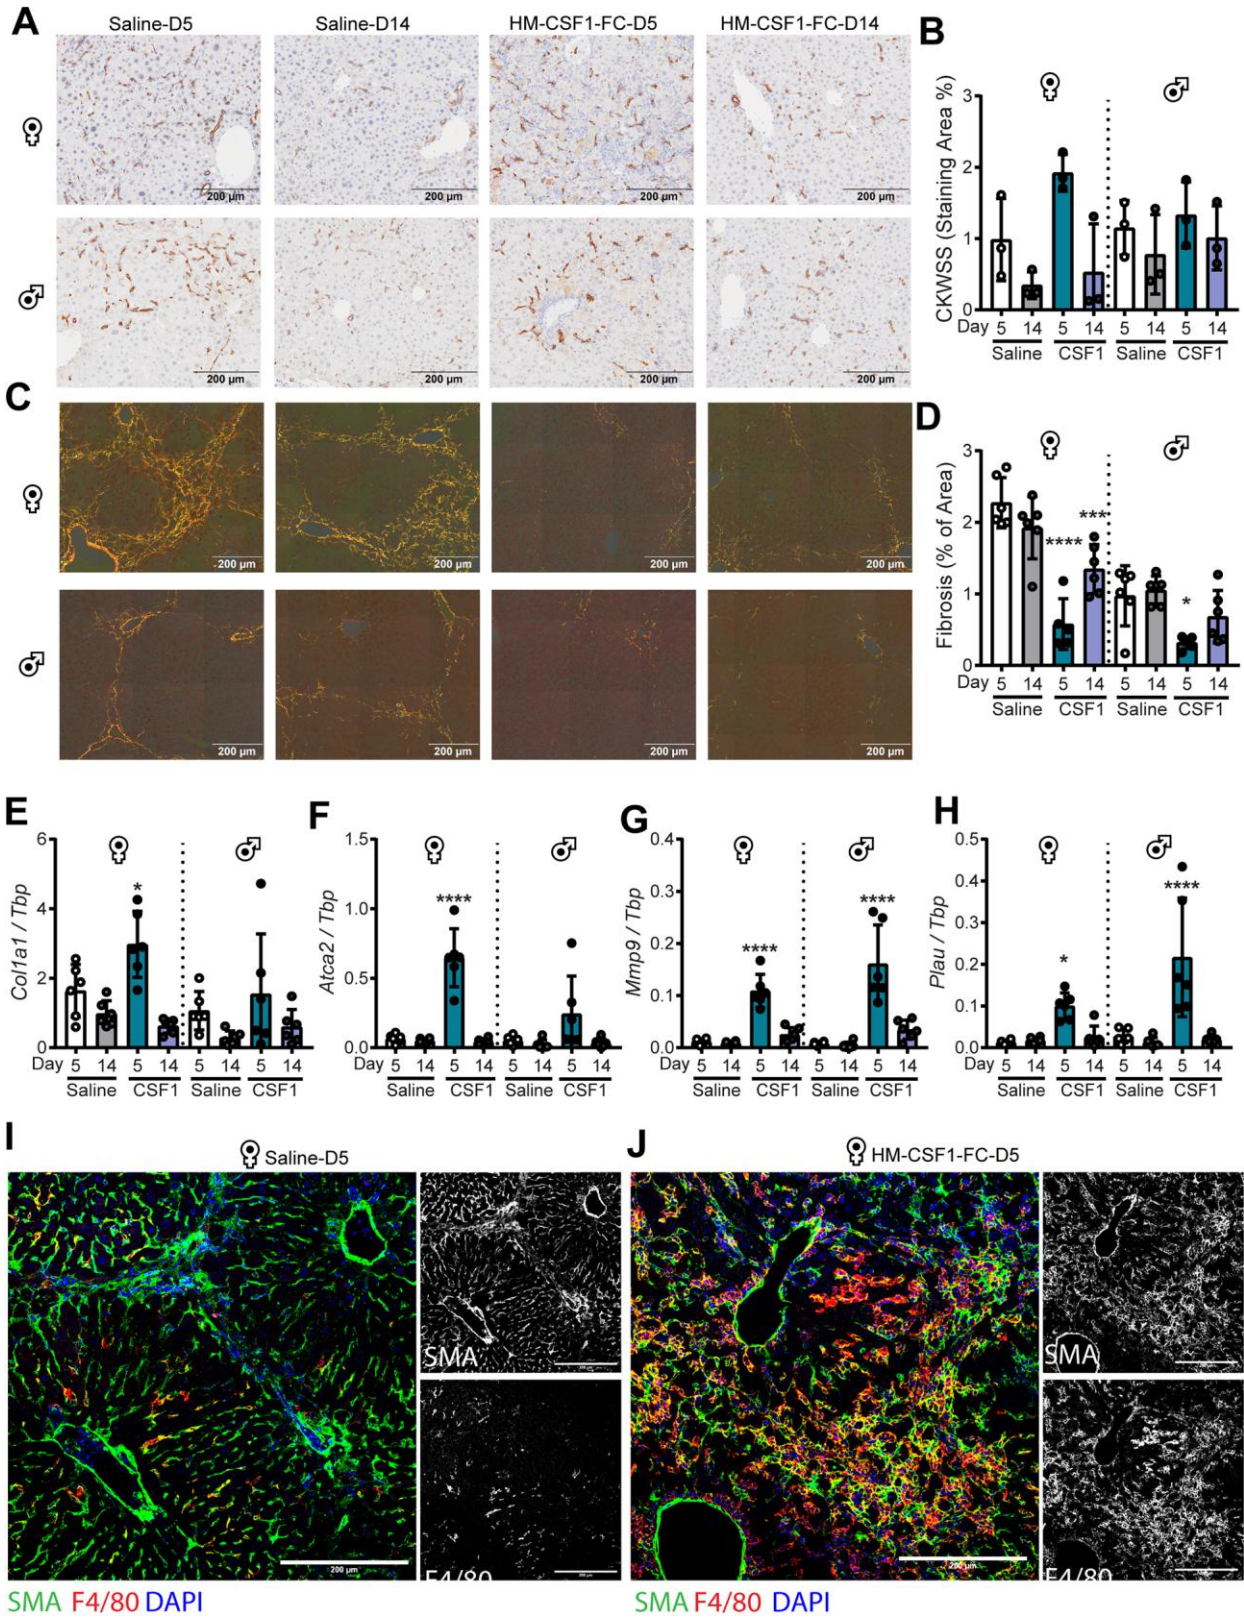 A
Saline-D5 Saline-D14 HM-CSF1-FC-D5 HM-CSF1-FC-D14
200 µm 200 µm 200 µm 200 µm
200 µm 200 µm 200 µm 200 µm
B
CKWSS (Staining Area %)
3
2
1
0
Day 5 14 5 14 5 14 5 14
Saline CSF1 Saline CSF1
C
200 µm 200 µm 200 µm 200 µm
200 µm 200 µm 200 µm 200 µm
D
Fibrosis (% of Area)
3
2
1
0
**** *** *
Day 5 14 5 14 5 14 5 14
Saline CSF1 Saline CSF1
E
Col1a1 / Tbp
6
4
2
0
*
Day 5 14 5 14 5 14 5 14
Saline CSF1 Saline CSF1
F
Atca2 / Tbp
1.5
1.0
0.5
0.0
****
Day 5 14 5 14 5 14 5 14
Saline CSF1 Saline CSF1
G
Mmp9 / Tbp
0.4
0.3
0.2
0.1
0.0
**** ****
Day 5 14 5 14 5 14 5 14
Saline CSF1 Saline CSF1
H
Plau / Tbp
0.5
0.4
0.3
0.2
0.1
0.0
* ****
Day 5 14 5 14 5 14 5 14
Saline CSF1 Saline CSF1
I
Saline-D5
SMA
F4/80
200 µm
SMA F4/80 DAPI
J
HM-CSF1-FC-D5
SMA
F4/80
200 µm
SMA F4/80 DAPI